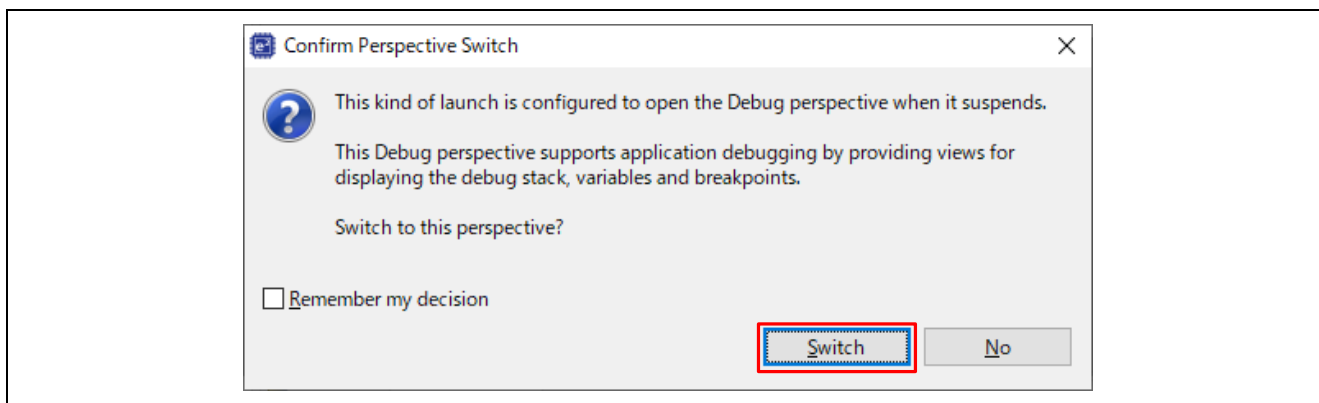 Confirm Perspective Switch
This kind of launch is configured to open the Debug perspective when it suspends.
This Debug perspective supports application debugging by providing views for
displaying the debug stack, variables and breakpoints.
Switch to this perspective?
Remember my decision
Switch
No